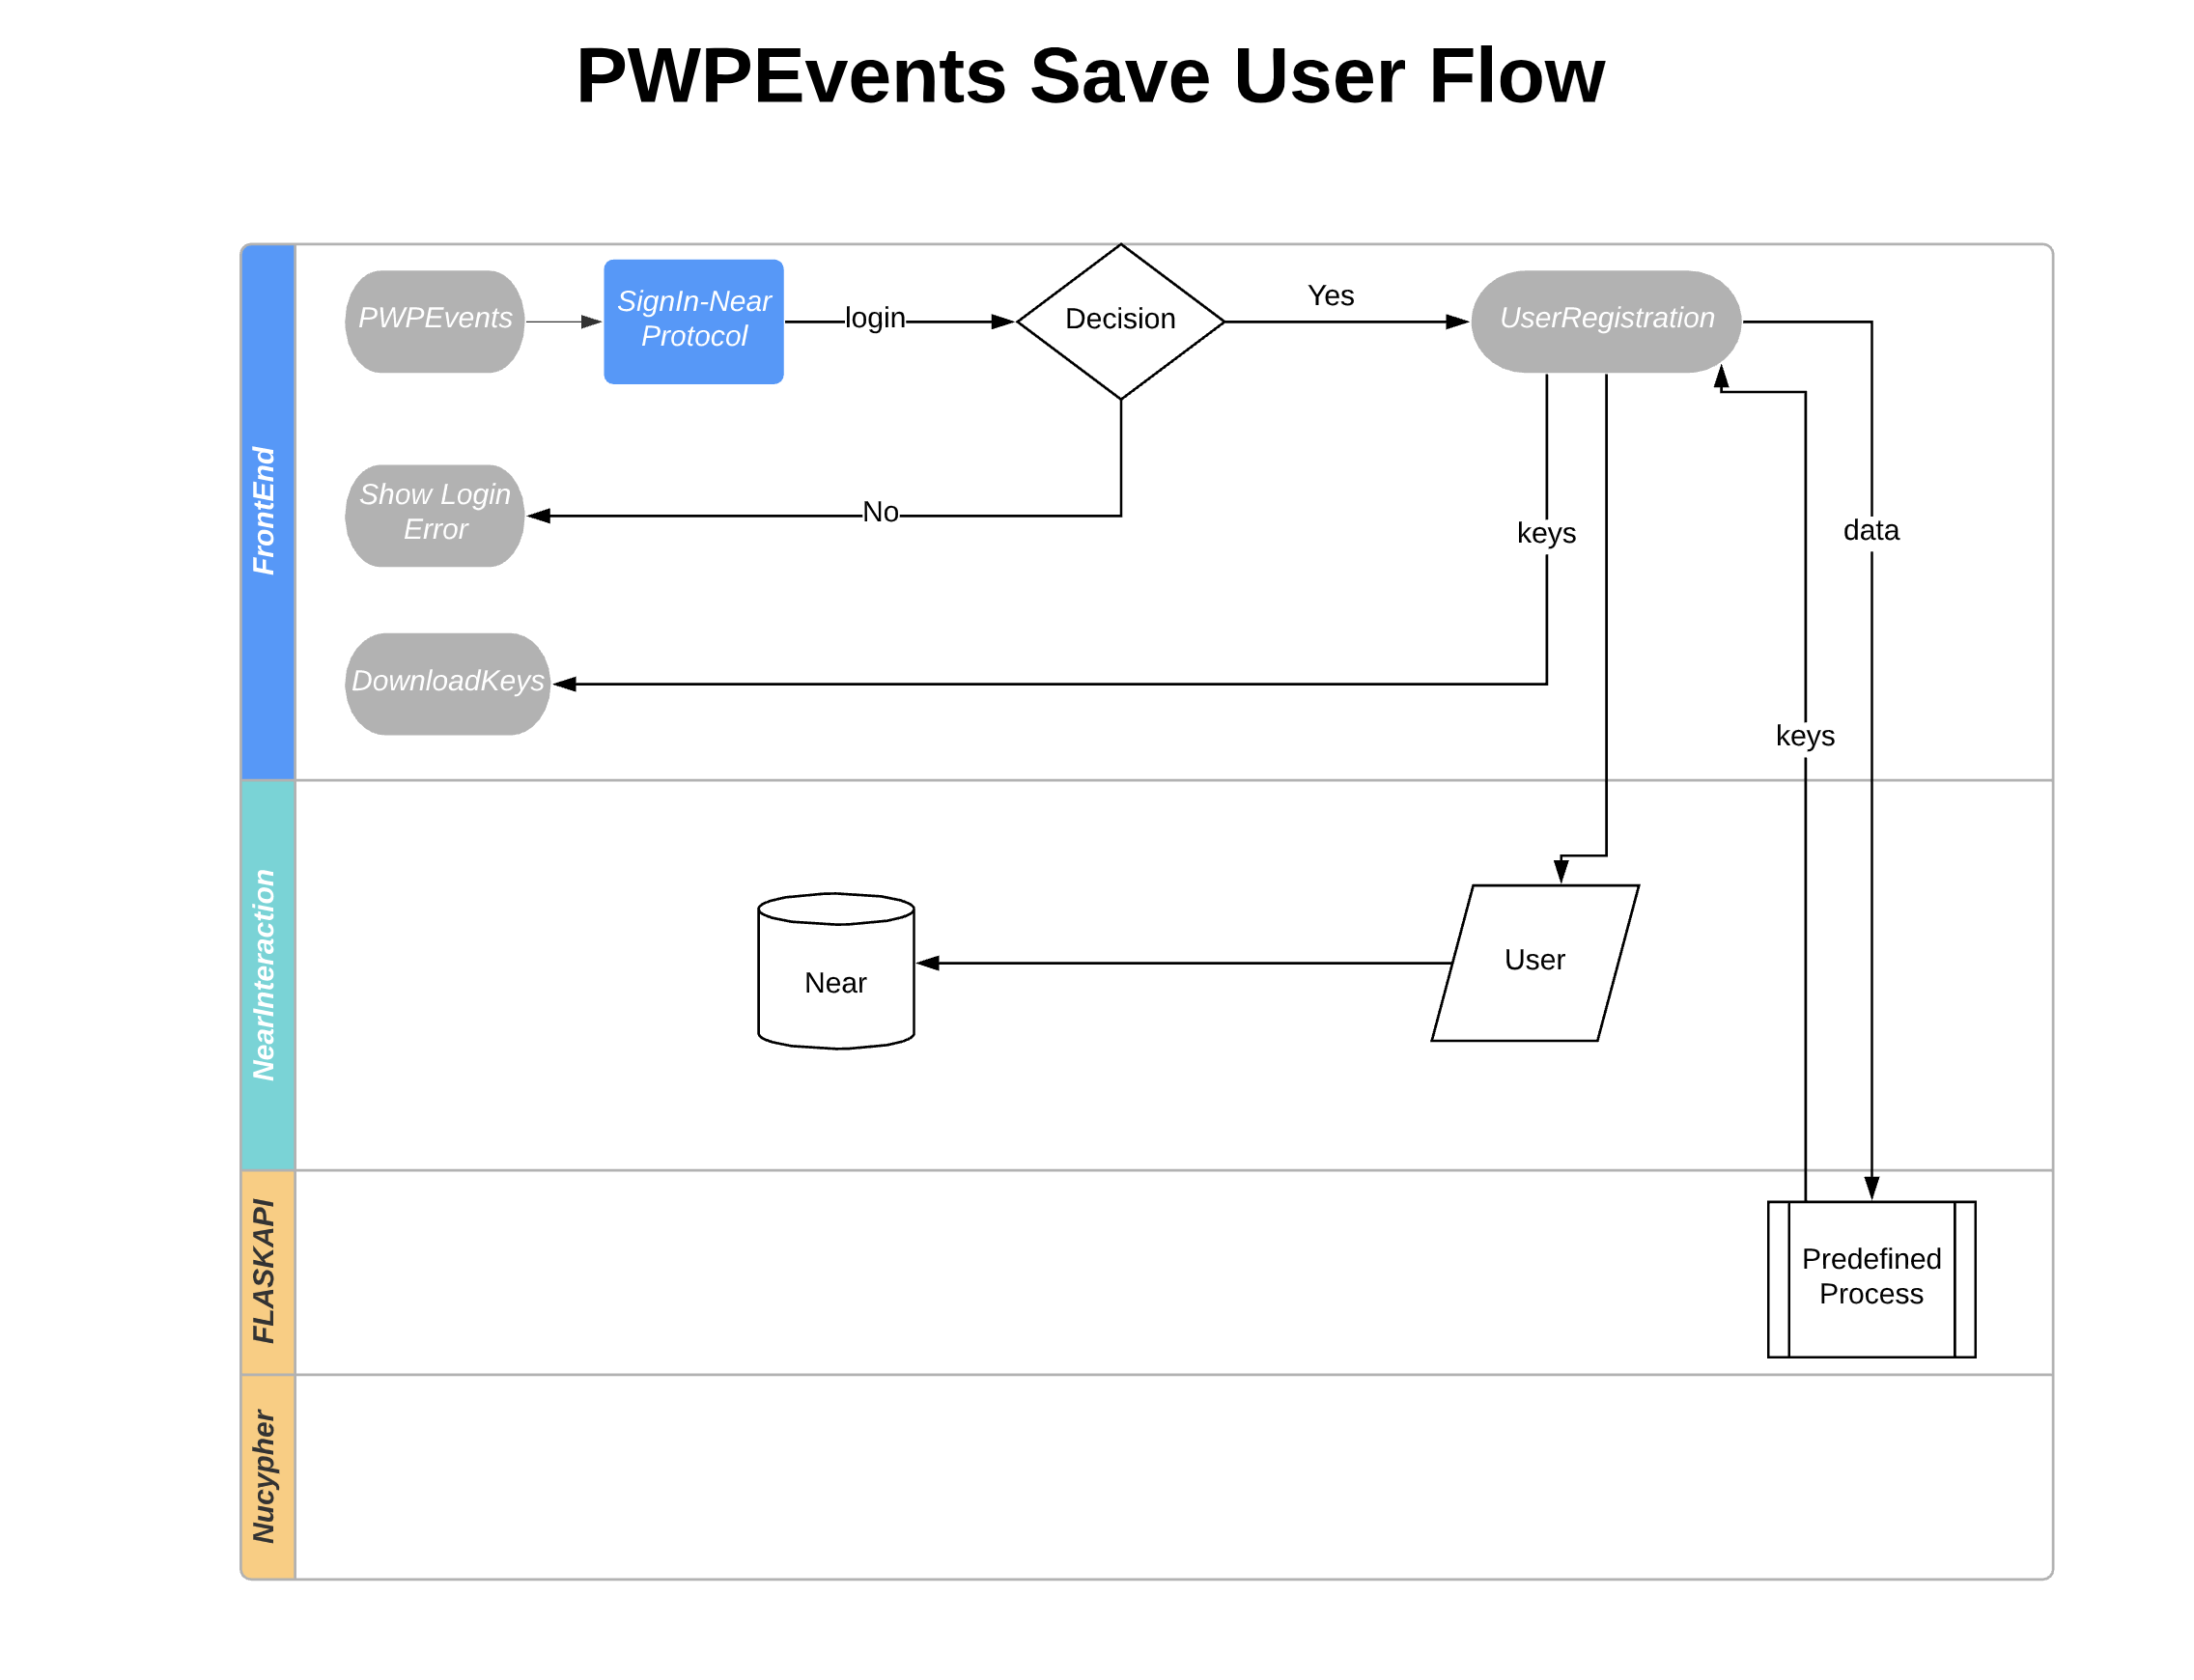 PWPEvents Save User Flow
FrontEnd
PWPEvents
SignIn-Near
Protocol
login
Decision
Yes
UserRegistration
Show Login
Error
No
keys
data
DownloadKeys
keys
NearInteraction
Near
User
FLASKAPI
Predefined
Process
Nucypher